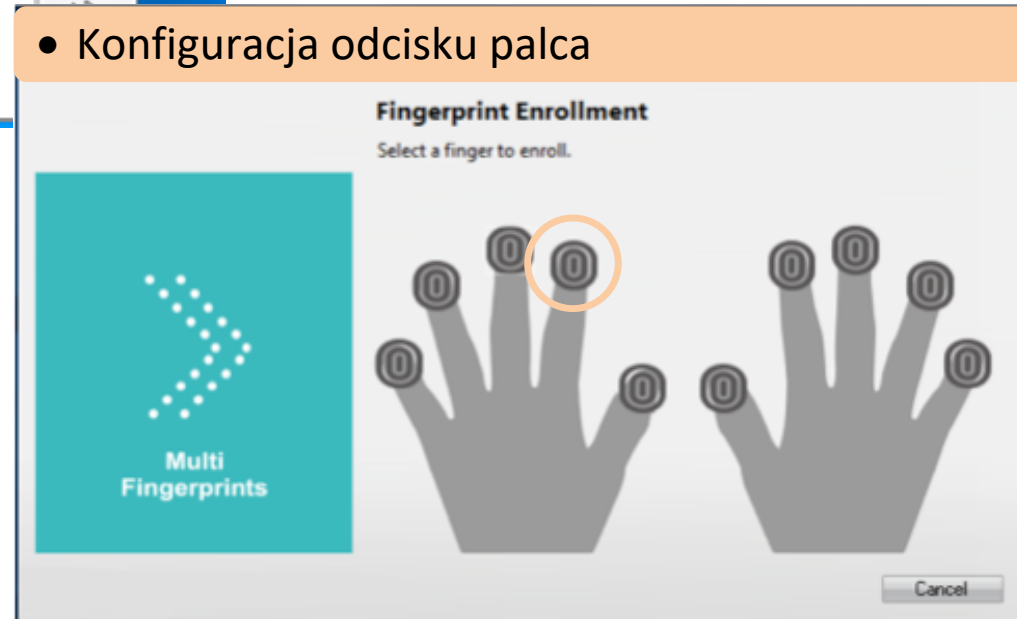 • Konfiguracja odcisku palca
Fingerprint Enrollment
Select a finger to enroll.
Multi
Fingerprints
Cancel